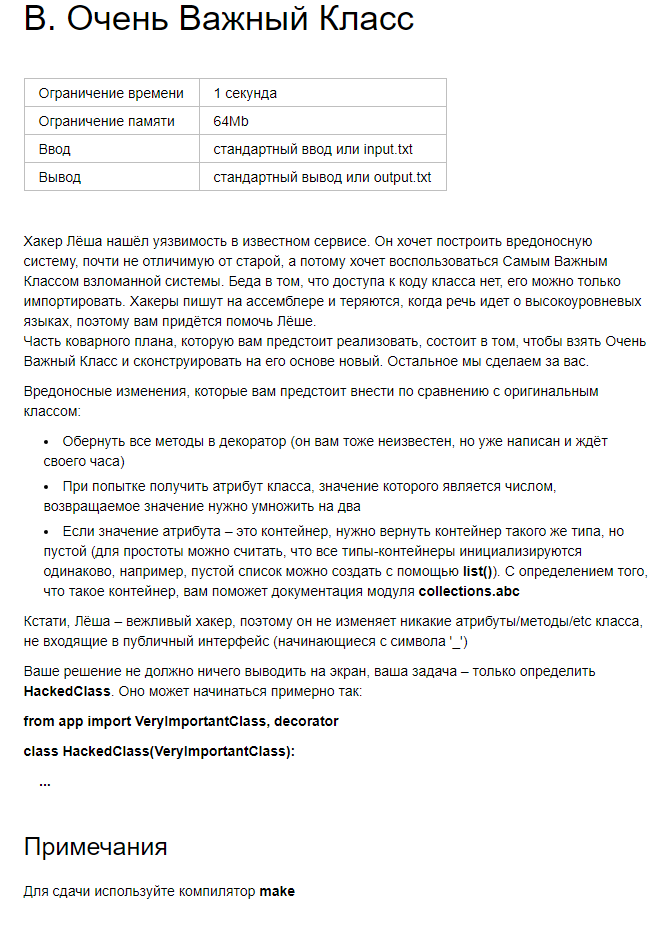 В. Очень Важный Класс
Ограничение времени 1 секунда
Ограничение памяти 64Mb
Ввод стандартный ввод или input.txt
Вывод стандартный вывод или output.txt
Хакер Лёша нашёл уязвимость в известном сервисе. Он хочет построить вредоносную
систему, почти не отличимую от старой, а потому хочет воспользоваться Самым Важным
Классом взломанной системы. Беда в том, что доступа к коду класса нет, его можно только
импортировать. Хакеры пишут на ассемблере и теряются, когда речь идет о высокоуровневых
языках, поэтому вам придётся помочь Лёше.
Часть коварного плана, которую вам предстоит реализовать, состоит в том, чтобы взять Очень
Важный Класс и сконструировать на его основе новый. Остальное мы сделаем за вас.
Вредоносные изменения, которые вам предстоит внести по сравнению с оригинальным
классом:
• Обернуть все методы в декоратор (он вам тоже неизвестен, но уже написан и ждёт
своего часа)
• При попытке получить атрибут класса, значение которого является числом,
возвращаемое значение нужно умножить на два
• Если значение атрибута – это контейнер, нужно вернуть контейнер такого же типа, но
пустой (для простоты можно считать, что все типы-контейнеры инициализируются
одинаково, например, пустой список можно создать с помощью list()). С определением того,
что такое контейнер, вам поможет документация модуля collections.abc
Кстати, Лёша – вежливый хакер, поэтому он не изменяет никакие атрибуты/методы/etc класса,
не входящие в публичный интерфейс (начинающиеся с символа '_')
Ваше решение не должно ничего выводить на экран, ваша задача – только определить
HackedClass. Оно может начинаться примерно так:
from app import VeryImportantClass, decorator
class HackedClass(VeryImportantClass):
...
Примечания
Для сдачи используйте компилятор make